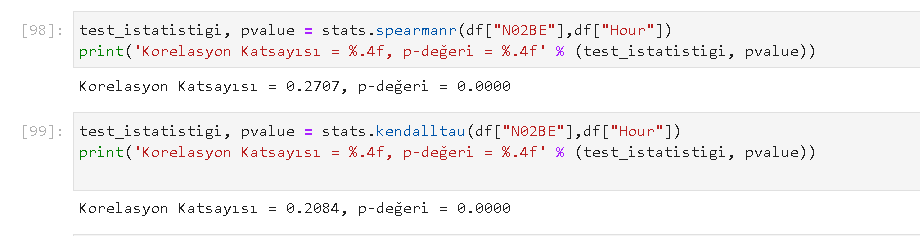 [98]: test_istatistigi, pvalue = stats.spearmanr(df["N02BE"],df["Hour"])
print('Korelasyon Katsayısı = %.4f, p-değeri = %.4f' % (test_istatistigi, pvalue))
Korelasyon Katsayısı = 0.2707, p-değeri = 0.0000
[99]: test_istatistigi, pvalue = stats.kendalltau(df["N02BE"],df["Hour"])
print('Korelasyon Katsayısı = %.4f, p-değeri = %.4f' % (test_istatistigi, pvalue))
Korelasyon Katsayısı = 0.2084, p-değeri = 0.0000